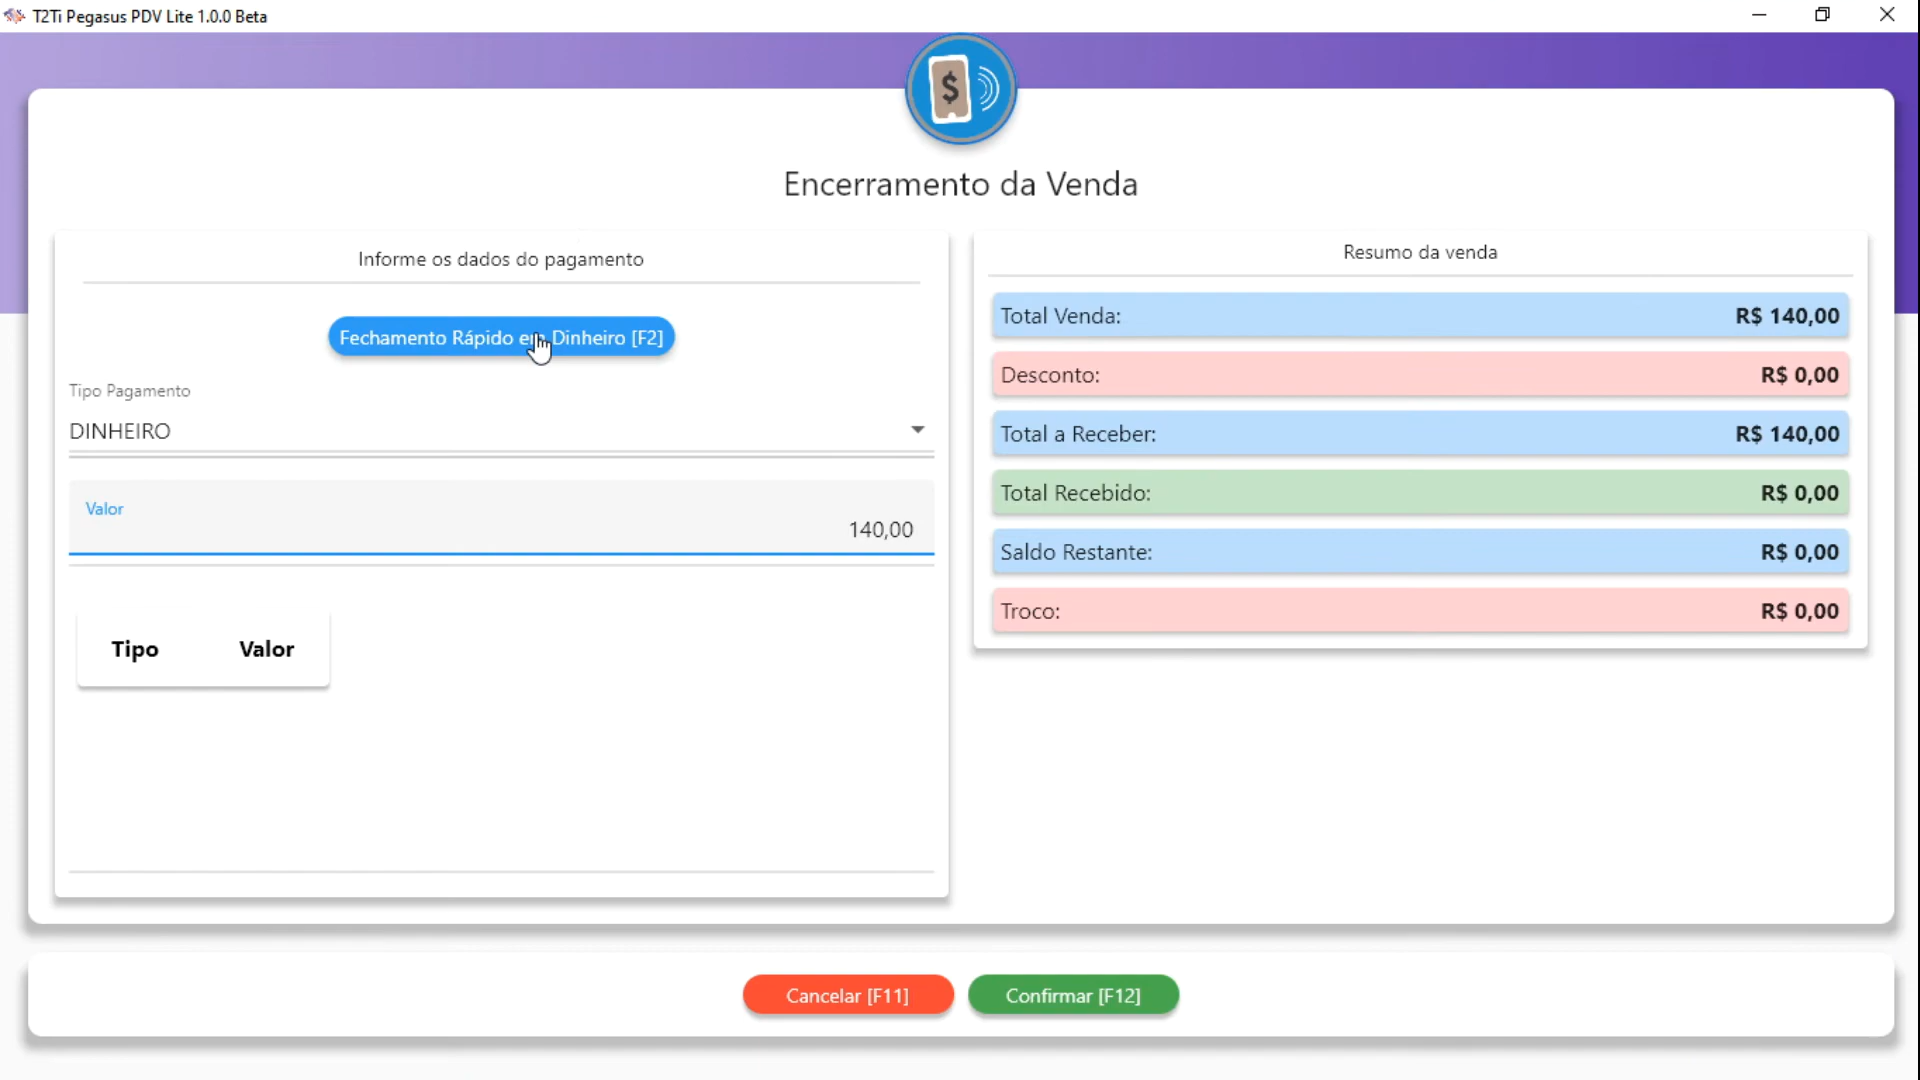 T2Ti Pegasus PDV Lite 1.0.0 Beta
$
Encerramento da Venda
Informe os dados do pagamento
Fechamento Rápido em Dinheiro [F2]
Tipo Pagamento
DINHEIRO
Valor
140,00
Tipo Valor
Resumo da venda
Total Venda: R$ 140,00
Desconto: R$ 0,00
Total a Receber: R$ 140,00
Total Recebido: R$ 0,00
Saldo Restante: R$ 0,00
Troco: R$ 0,00
Cancelar [F11]
Confirmar [F12]